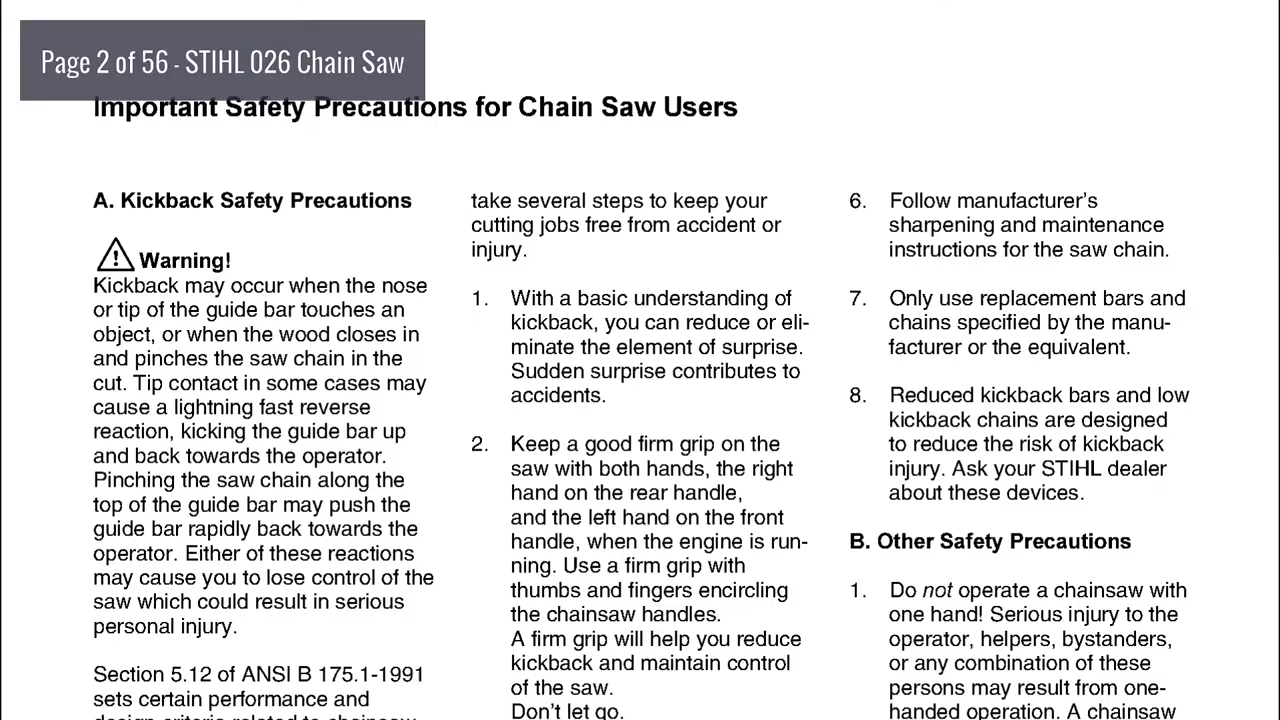 Page 2 of 56 - STIHL 026 Chain Saw
Important Safety Precautions for Chain Saw Users
A. Kickback Safety Precautions
Warning!
Kickback may occur when the nose
or tip of the guide bar touches an
object, or when the wood closes in
and pinches the saw chain in the
cut. Tip contact in some cases may
cause a lightning fast reverse
reaction, kicking the guide bar up
and back towards the operator.
Pinching the saw chain along the
top of the guide bar may push the
guide bar rapidly back towards the
operator. Either of these reactions
may cause you to lose control of the
saw which could result in serious
personal injury.
Section 5.12 of ANSI B 175.1-1991
sets certain performance and
design criteria related to chainsaw
take several steps to keep your
cutting jobs free from accident or
injury.
1. With a basic understanding of
kickback, you can reduce or eli-
minate the element of surprise.
Sudden surprise contributes to
accidents.
2. Keep a good firm grip on the
saw with both hands, the right
hand on the rear handle,
and the left hand on the front
handle, when the engine is run-
ning. Use a firm grip with
thumbs and fingers encircling
the chainsaw handles.
A firm grip will help you reduce
kickback and maintain control
of the saw.
Don't let go.
6. Follow manufacturer's
sharpening and maintenance
instructions for the saw chain.
7. Only use replacement bars and
chains specified by the manu-
facturer or the equivalent.
8. Reduced kickback bars and low
kickback chains are designed
to reduce the risk of kickback
injury. Ask your STIHL dealer
about these devices.
B. Other Safety Precautions
1. Do not operate a chainsaw with
one hand! Serious injury to the
operator, helpers, bystanders,
or any combination of these
persons may result from one-
handed operation. A chainsaw